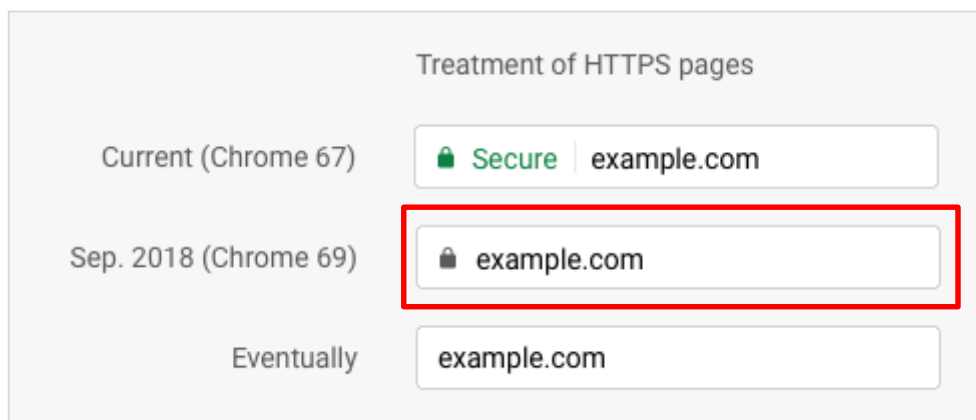 Treatment of HTTPS pages
Current (Chrome 67) Secure example.com
Sep. 2018 (Chrome 69) example.com
Eventually example.com